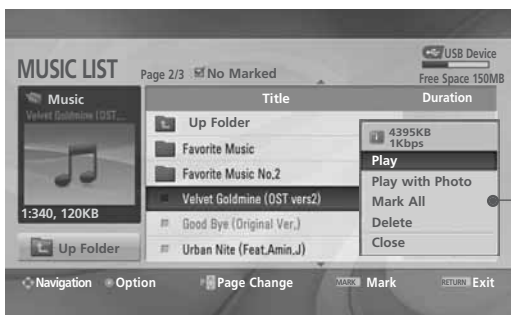 MUSIC LIST
Page 2/3
No Marked
USB Device
Free Space 150MB
Music
Velvet Goldmine (OST...
1:340, 120KB
Up Folder
Title
Duration
Up Folder
Favorite Music
Favorite Music No.2
Velvet Goldmine (OST vers2)
Good Bye (Original Ver.)
Urban Nite (Feat.Amin.J)
4395KB
1Kbps
Play
Play with Photo
Mark All
Delete
Close
Navigation
Option
Page Change
MARK Mark
RETURN Exit